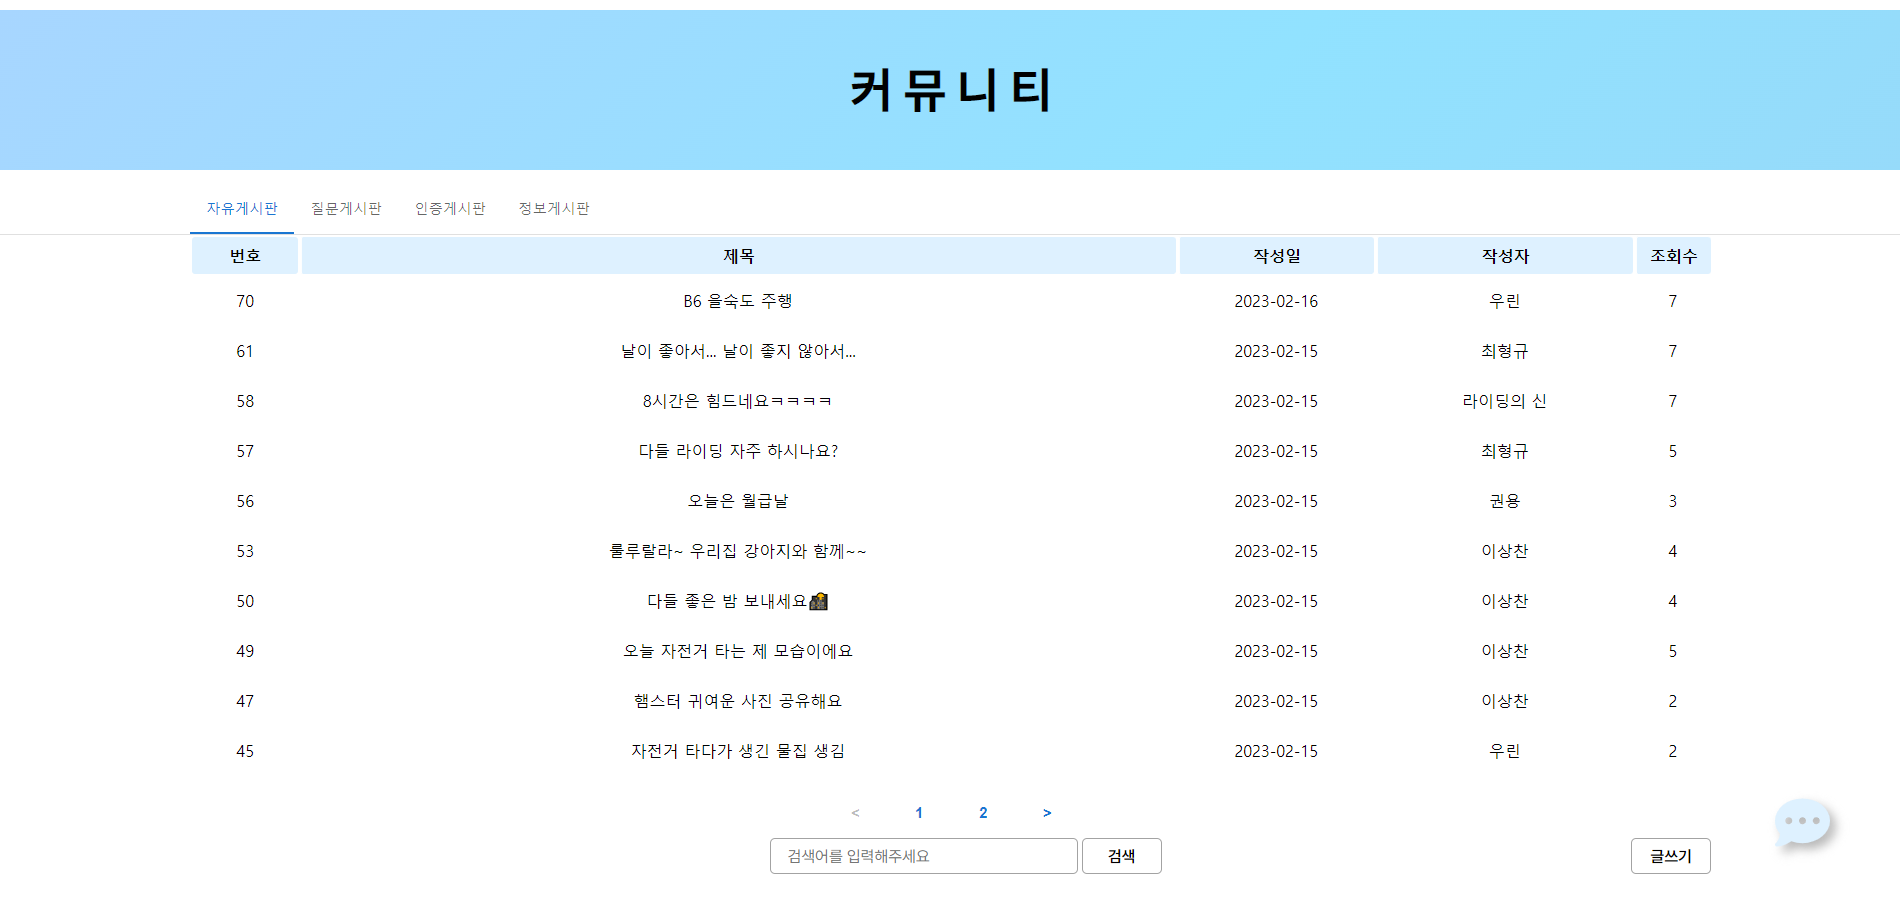 커뮤니티
자유게시판 질문게시판 인증게시판 정보게시판
번호 제목 작성일 작성자 조회수
70 B6 을숙도 주행 2023-02-16 우린 7
61 날이 좋아서... 날이 좋지 않아서... 2023-02-15 최형규 7
58 8시간은 힘드네요ㅋㅋㅋㅋ 2023-02-15 라이딩의 신 7
57 다들 라이딩 자주 하시나요? 2023-02-15 최형규 5
56 오늘은 월급날 2023-02-15 권용 3
53 룰루랄라~ 우리집 강아지와 함께~~ 2023-02-15 이상찬 4
50 다들 좋은 밤 보내세요🌃 2023-02-15 이상찬 4
49 오늘 자전거 타는 제 모습이에요 2023-02-15 이상찬 5
47 햄스터 귀여운 사진 공유해요 2023-02-15 이상찬 2
45 자전거 타다가 생긴 물집 생김 2023-02-15 우린 2
< 1 2 >
검색어를 입력해주세요 검색 글쓰기